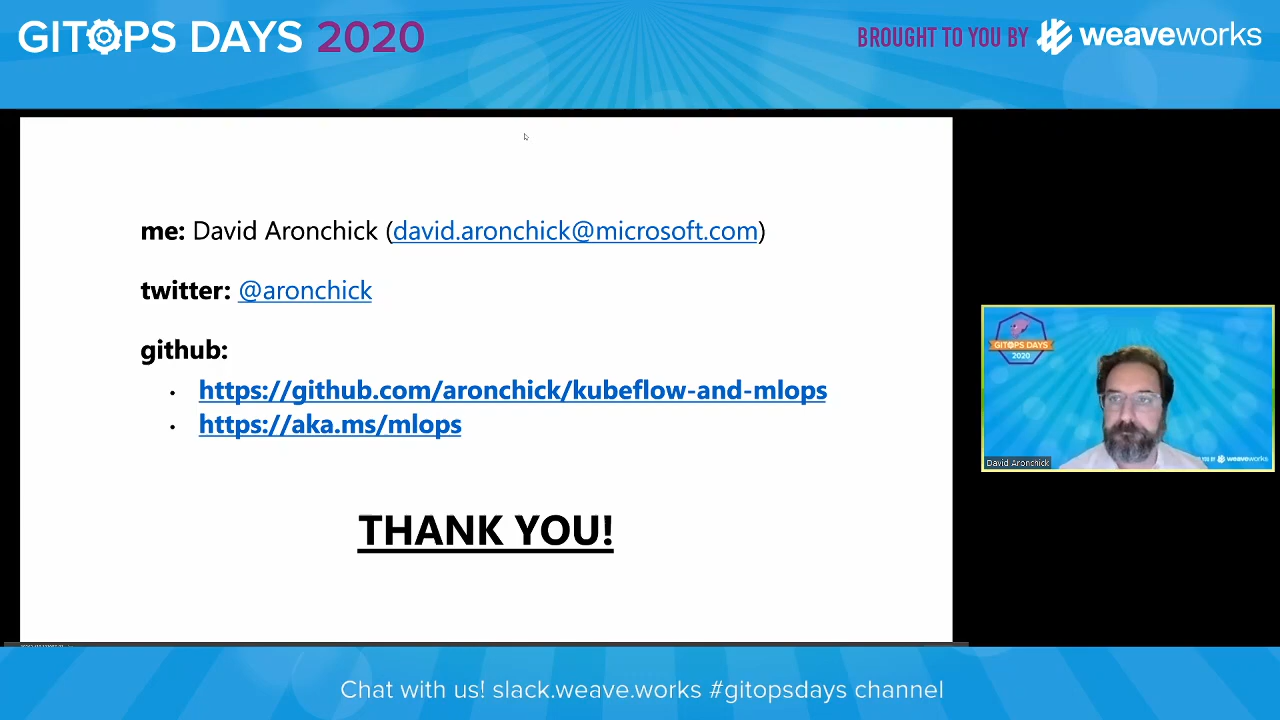 GITOPS DAYS 2020
BROUGHT TO YOU BY weaveworks
me: David Aronchick (david.aronchick@microsoft.com)
twitter: @aronchick
github:
• https://github.com/aronchick/kubeflow-and-mlops
• https://aka.ms/mlops
THANK YOU!
GITOPS DAYS
2020
David Aronchick
BY weaveworks
Chat with us! slack.weave.works #gitopsdays channel